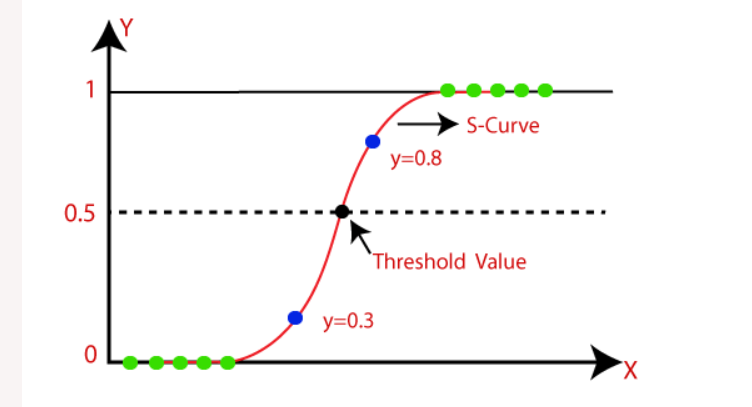 Y
1
S-Curve
y=0.8
0.5
Threshold Value
y=0.3
0
X